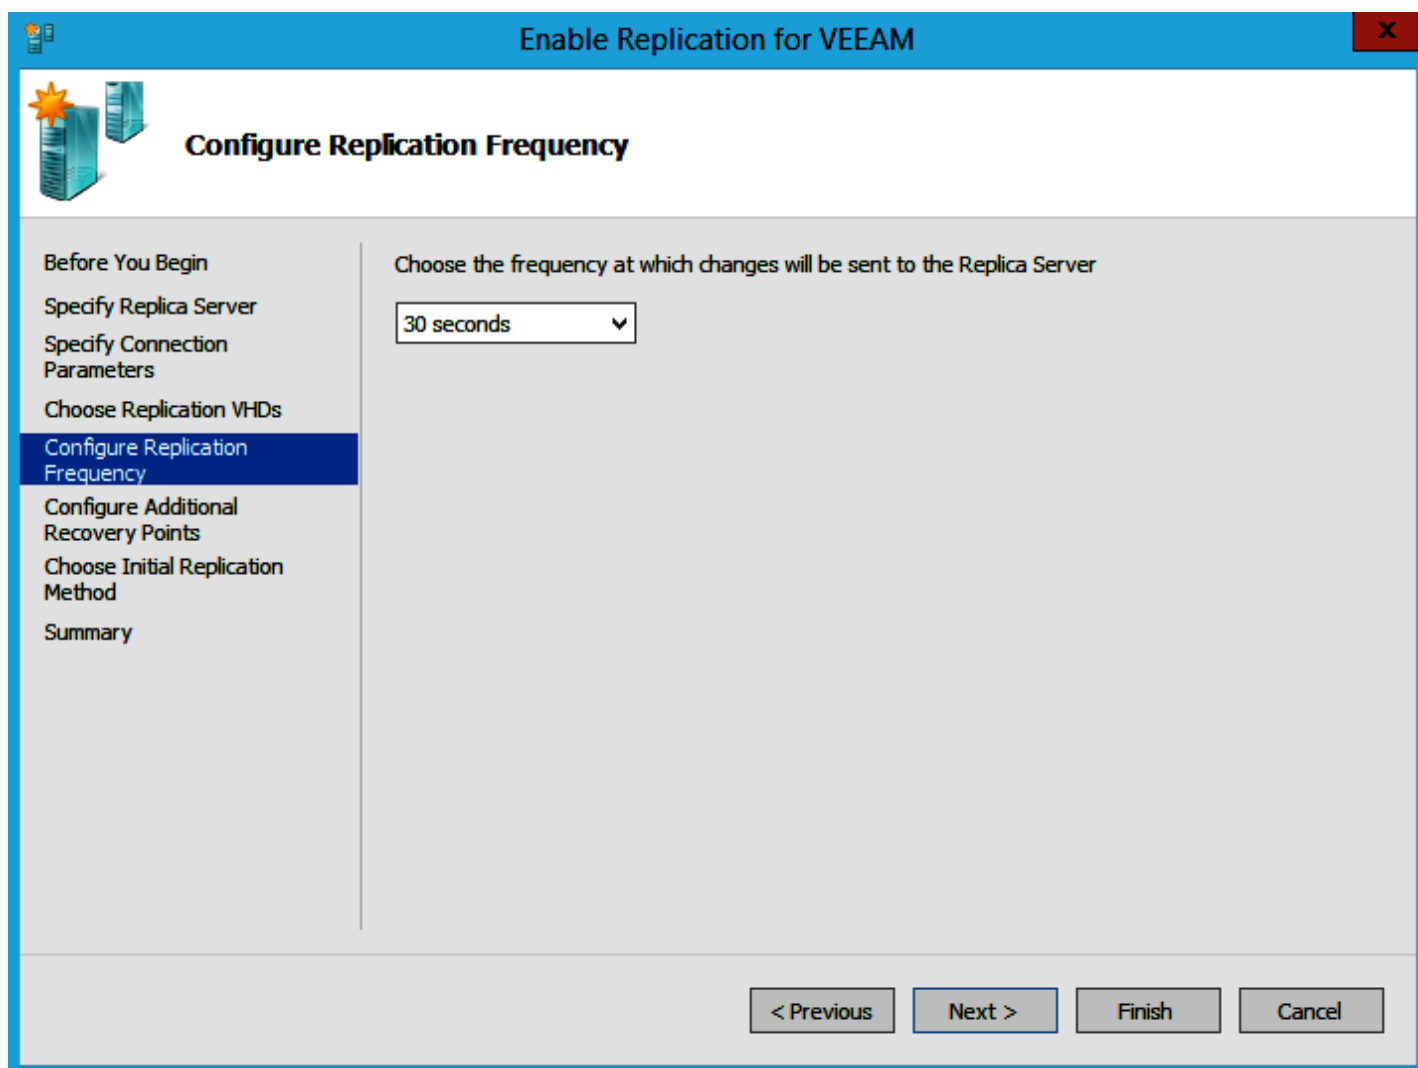 Enable Replication for VEEAM
x
Configure Replication Frequency
Before You Begin
Specify Replica Server
Specify Connection
Parameters
Choose Replication VHDs
Configure Replication
Frequency
Configure Additional
Recovery Points
Choose Initial Replication
Method
Summary
Choose the frequency at which changes will be sent to the Replica Server
30 seconds
< Previous
Next >
Finish
Cancel